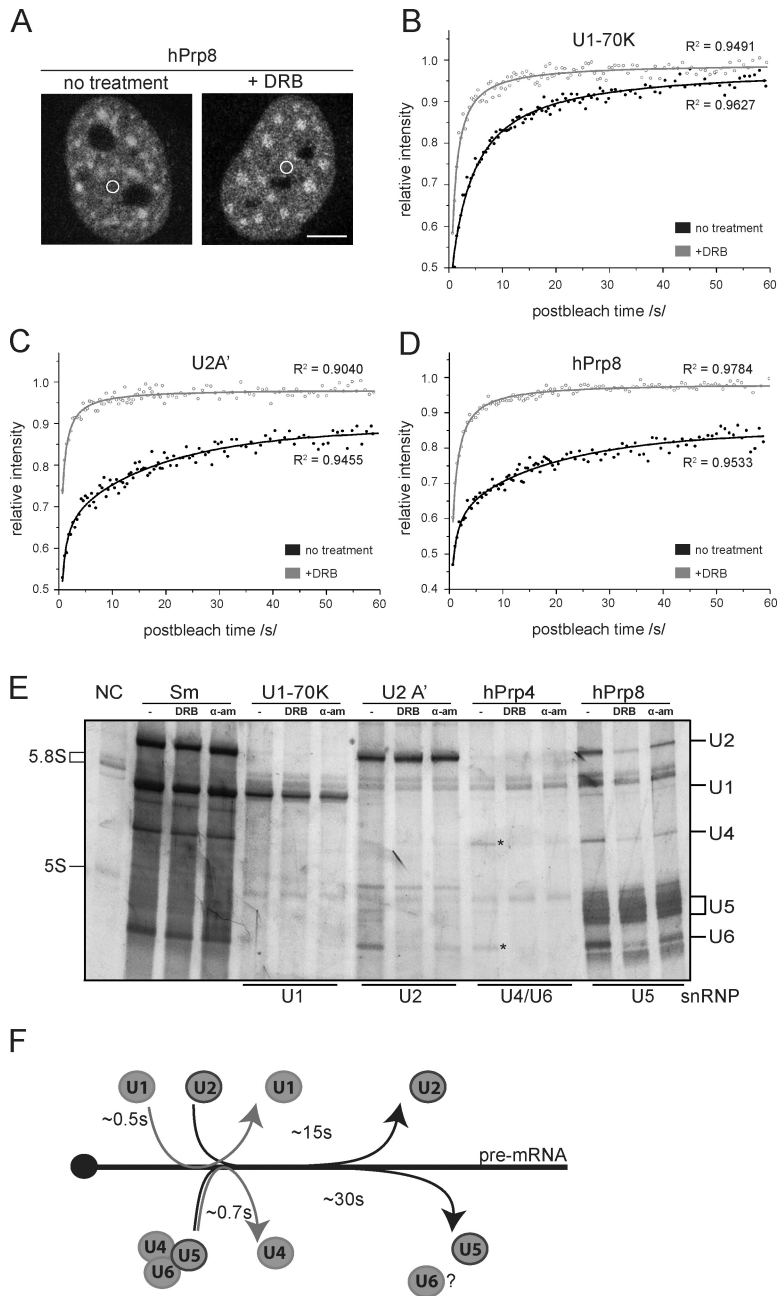 A
hPrp8
no treatment
+ DRB
B
U1-70K
R² = 0.9491
R² = 0.9627
1.0
0.9
0.8
0.7
0.6
0.5
relative intensity
no treatment
+DRB
0 10 20 30 40 50 60
postbleach time /s/
C
U2A'
R² = 0.9040
R² = 0.9455
1.0
0.9
0.8
0.7
0.6
0.5
relative intensity
no treatment
+DRB
0 10 20 30 40 50 60
postbleach time /s/
D
hPrp8
R² = 0.9784
R² = 0.9533
1.0
0.9
0.8
0.7
0.6
0.5
0.4
relative intensity
no treatment
+DRB
0 10 20 30 40 50 60
postbleach time /s/
E
NC Sm U1-70K U2 A' hPrp4 hPrp8
- DRB α-am - DRB α-am - DRB α-am - DRB α-am - DRB α-am
5.8S
5S
U2
U1
U4
U5
U6
*
*
U1 U2 U4/U6 U5 snRNP
F
U1 U2 U1 U2
~0.5s
~15s
pre-mRNA
~0.7s
~30s
U4 U6 U5 U4 U5
U6 ?